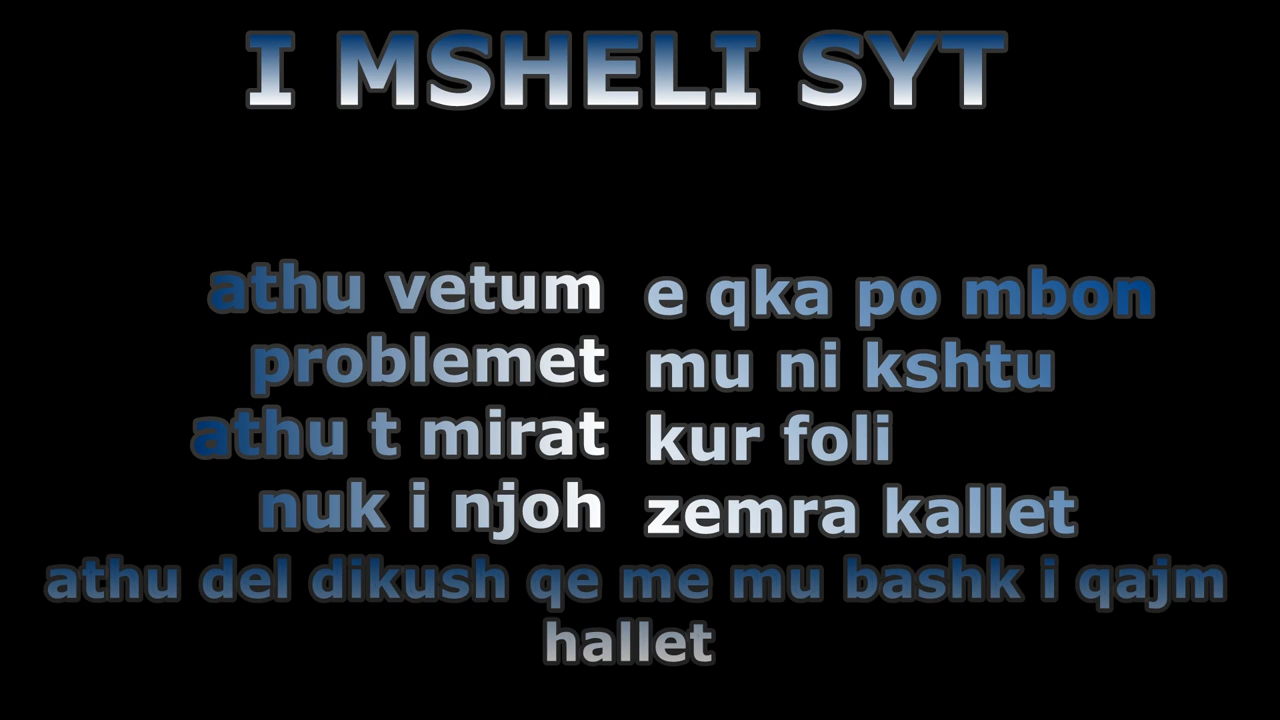 I MSHELI SYT
athu vetum
problemet
athu t mirat
nuk i njoh
e qka po mbon
mu ni kshtu
kur foli
zemra kallet
athu del dikush qe me mu bashk i qajm
hallet